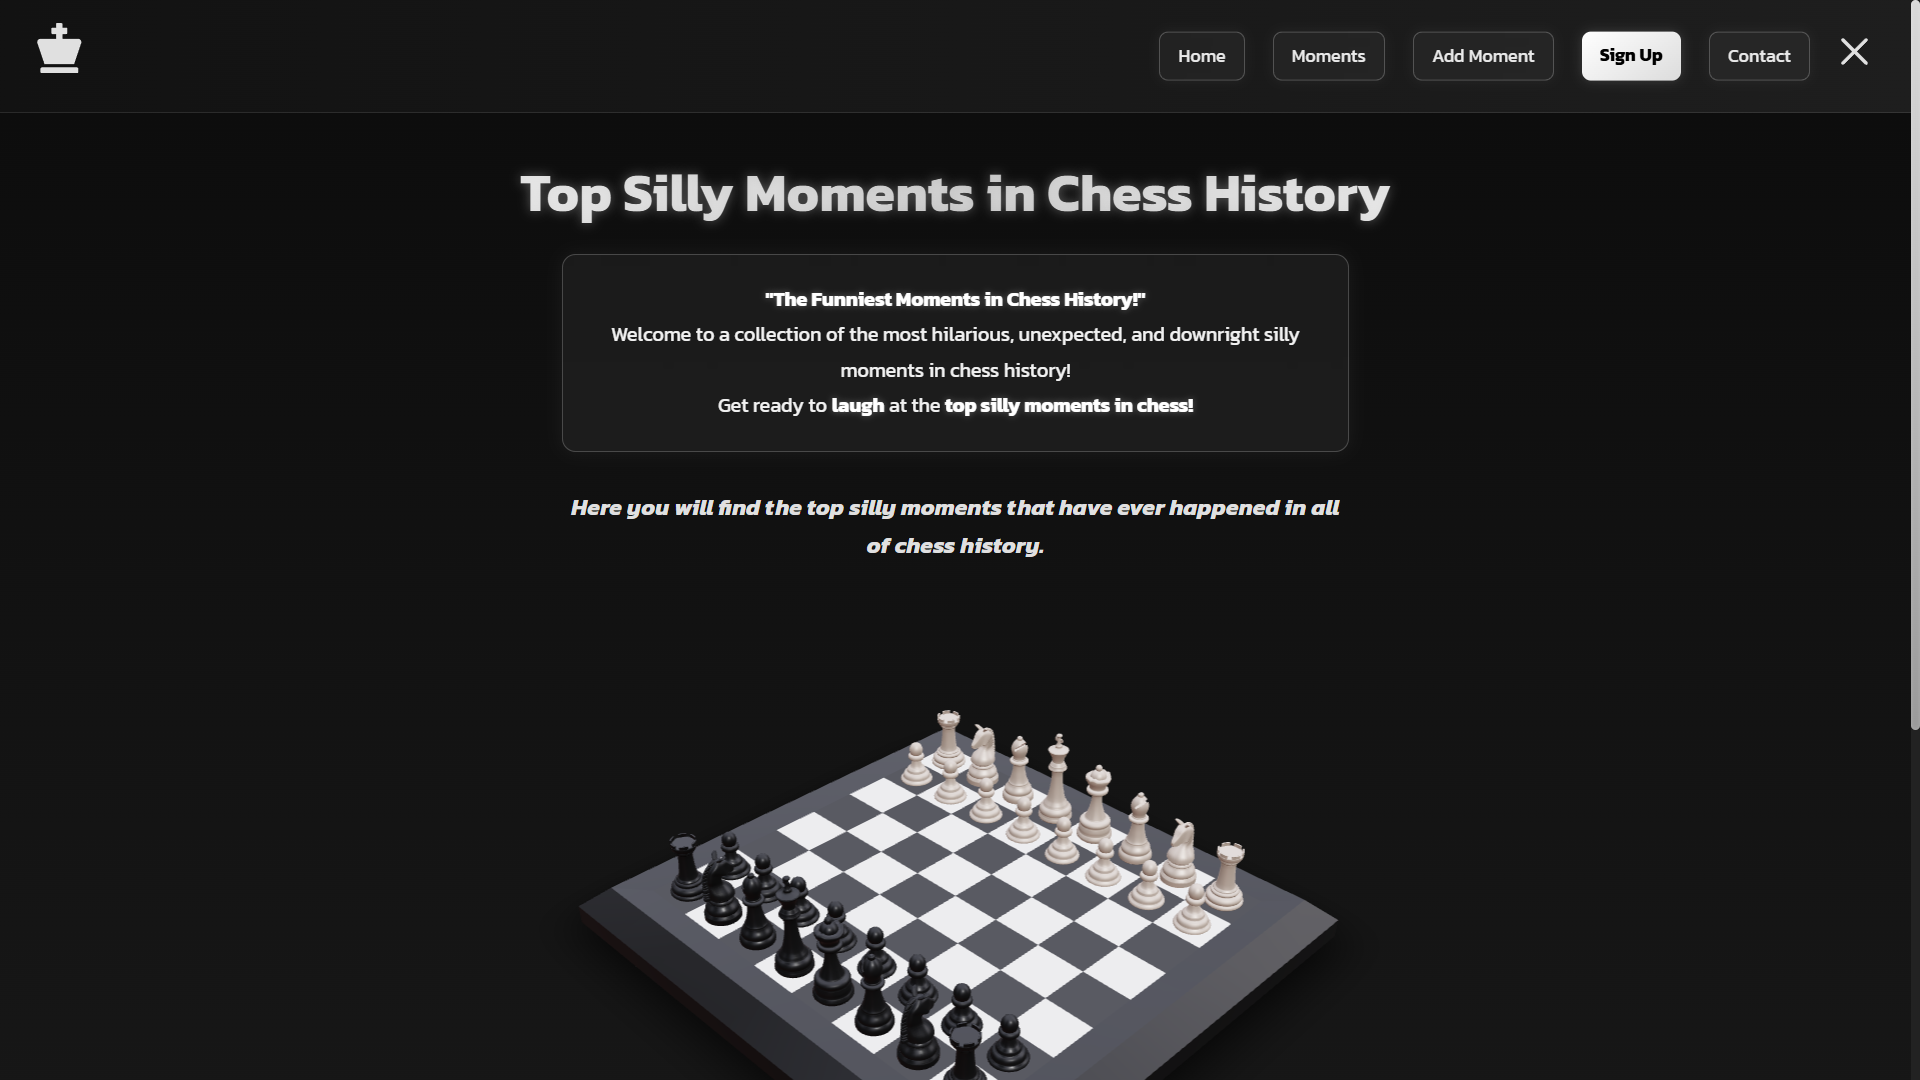 Home
Moments
Add Moment
Sign Up
Contact
Top Silly Moments in Chess History
"The Funniest Moments in Chess History!"
Welcome to a collection of the most hilarious, unexpected, and downright silly
moments in chess history!
Get ready to laugh at the top silly moments in chess!
Here you will find the top silly moments that have ever happened in all
of chess history.